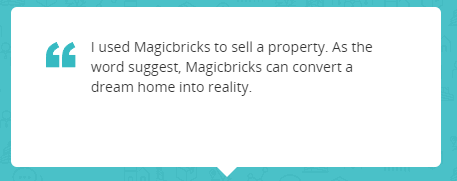 I used Magicbricks to sell a property. As the
word suggest, Magicbricks can convert a
dream home into reality.